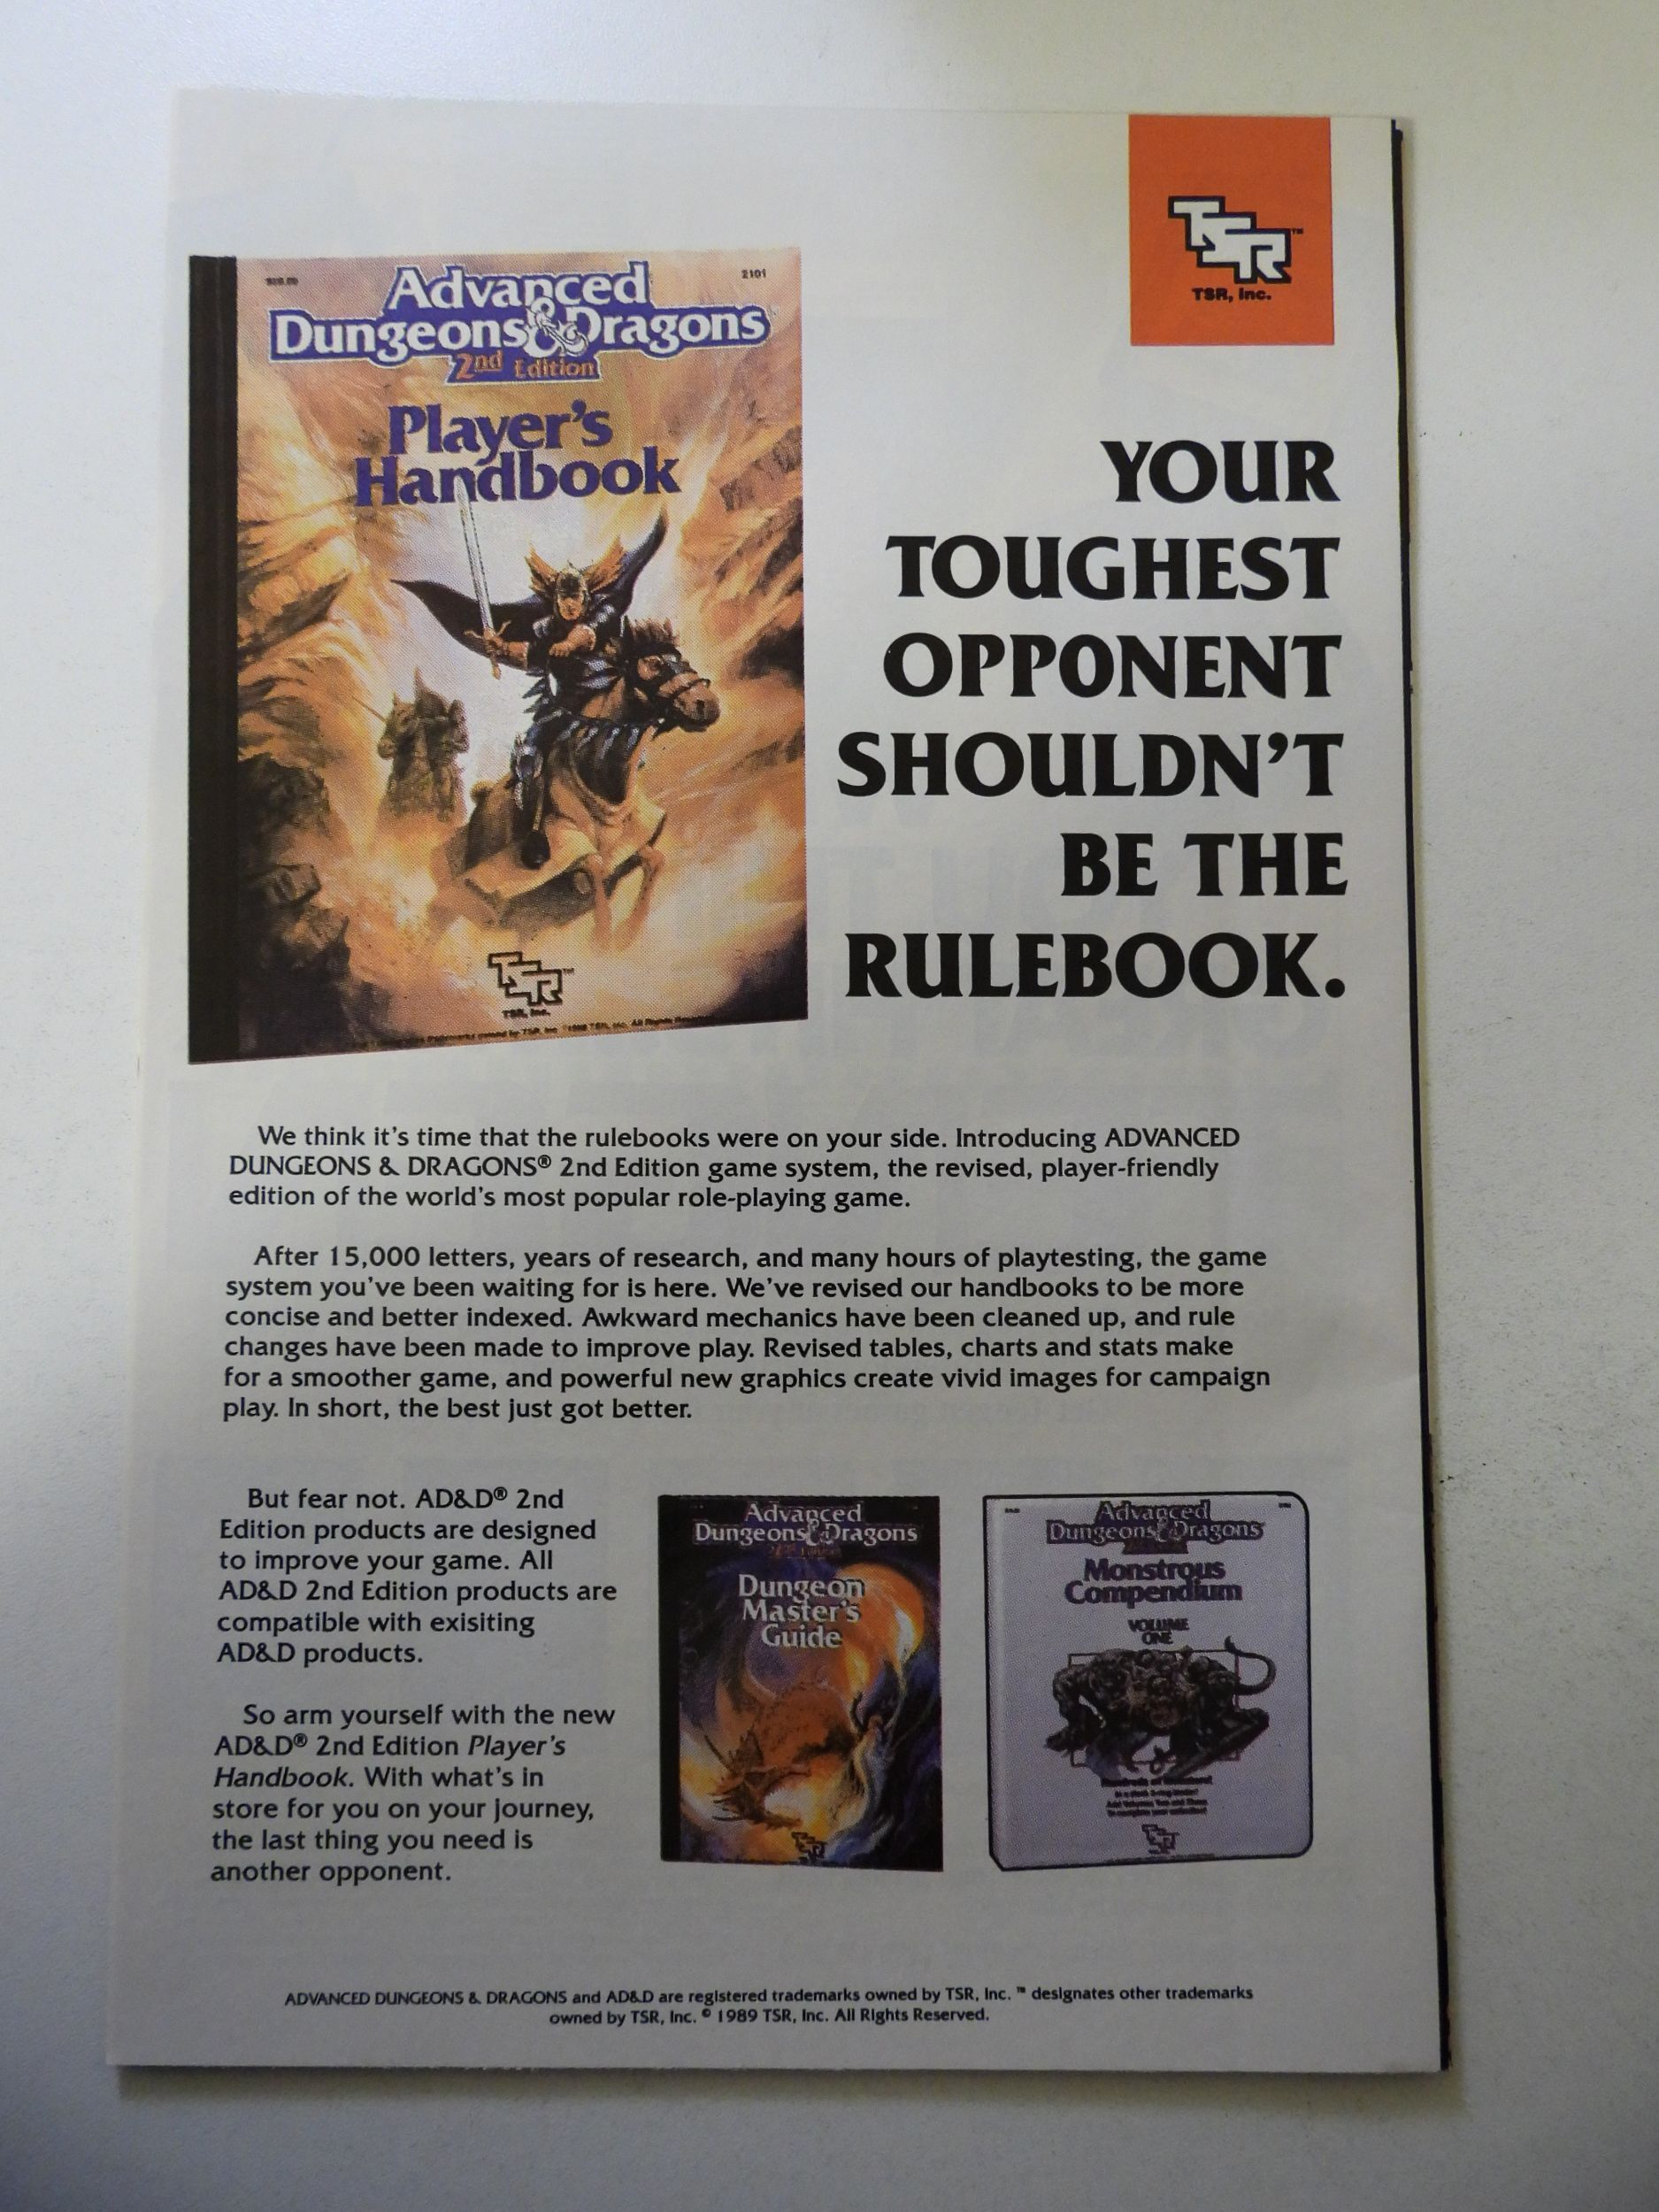 TSR™
TSR, Inc.
2101
Advanced
Dungeons & Dragons
2nd Edition
Player's
Handbook
TSR™
TSR, Inc.
YOUR
TOUGHEST
OPPONENT
SHOULDN'T
BE THE
RULEBOOK.
We think it's time that the rulebooks were on your side. Introducing ADVANCED
DUNGEONS & DRAGONS® 2nd Edition game system, the revised, player-friendly
edition of the world's most popular role-playing game.
After 15,000 letters, years of research, and many hours of playtesting, the game
system you've been waiting for is here. We've revised our handbooks to be more
concise and better indexed. Awkward mechanics have been cleaned up, and rule
changes have been made to improve play. Revised tables, charts and stats make
for a smoother game, and powerful new graphics create vivid images for campaign
play. In short, the best just got better.
But fear not. AD&D® 2nd
Edition products are designed
to improve your game. All
AD&D 2nd Edition products are
compatible with exisiting
AD&D products.
So arm yourself with the new
AD&D® 2nd Edition Player's
Handbook. With what's in
store for you on your journey,
the last thing you need is
another opponent.
Advanced
Dungeons & Dragons
2nd Edition
Dungeon
Master's
Guide
TSR
Advanced
Dungeons & Dragons
Monstrous
Compendium
VOLUME
ONE
TSR
ADVANCED DUNGEONS & DRAGONS and AD&D are registered trademarks owned by TSR, Inc. ™ designates other trademarks
owned by TSR, Inc. © 1989 TSR, Inc. All Rights Reserved.